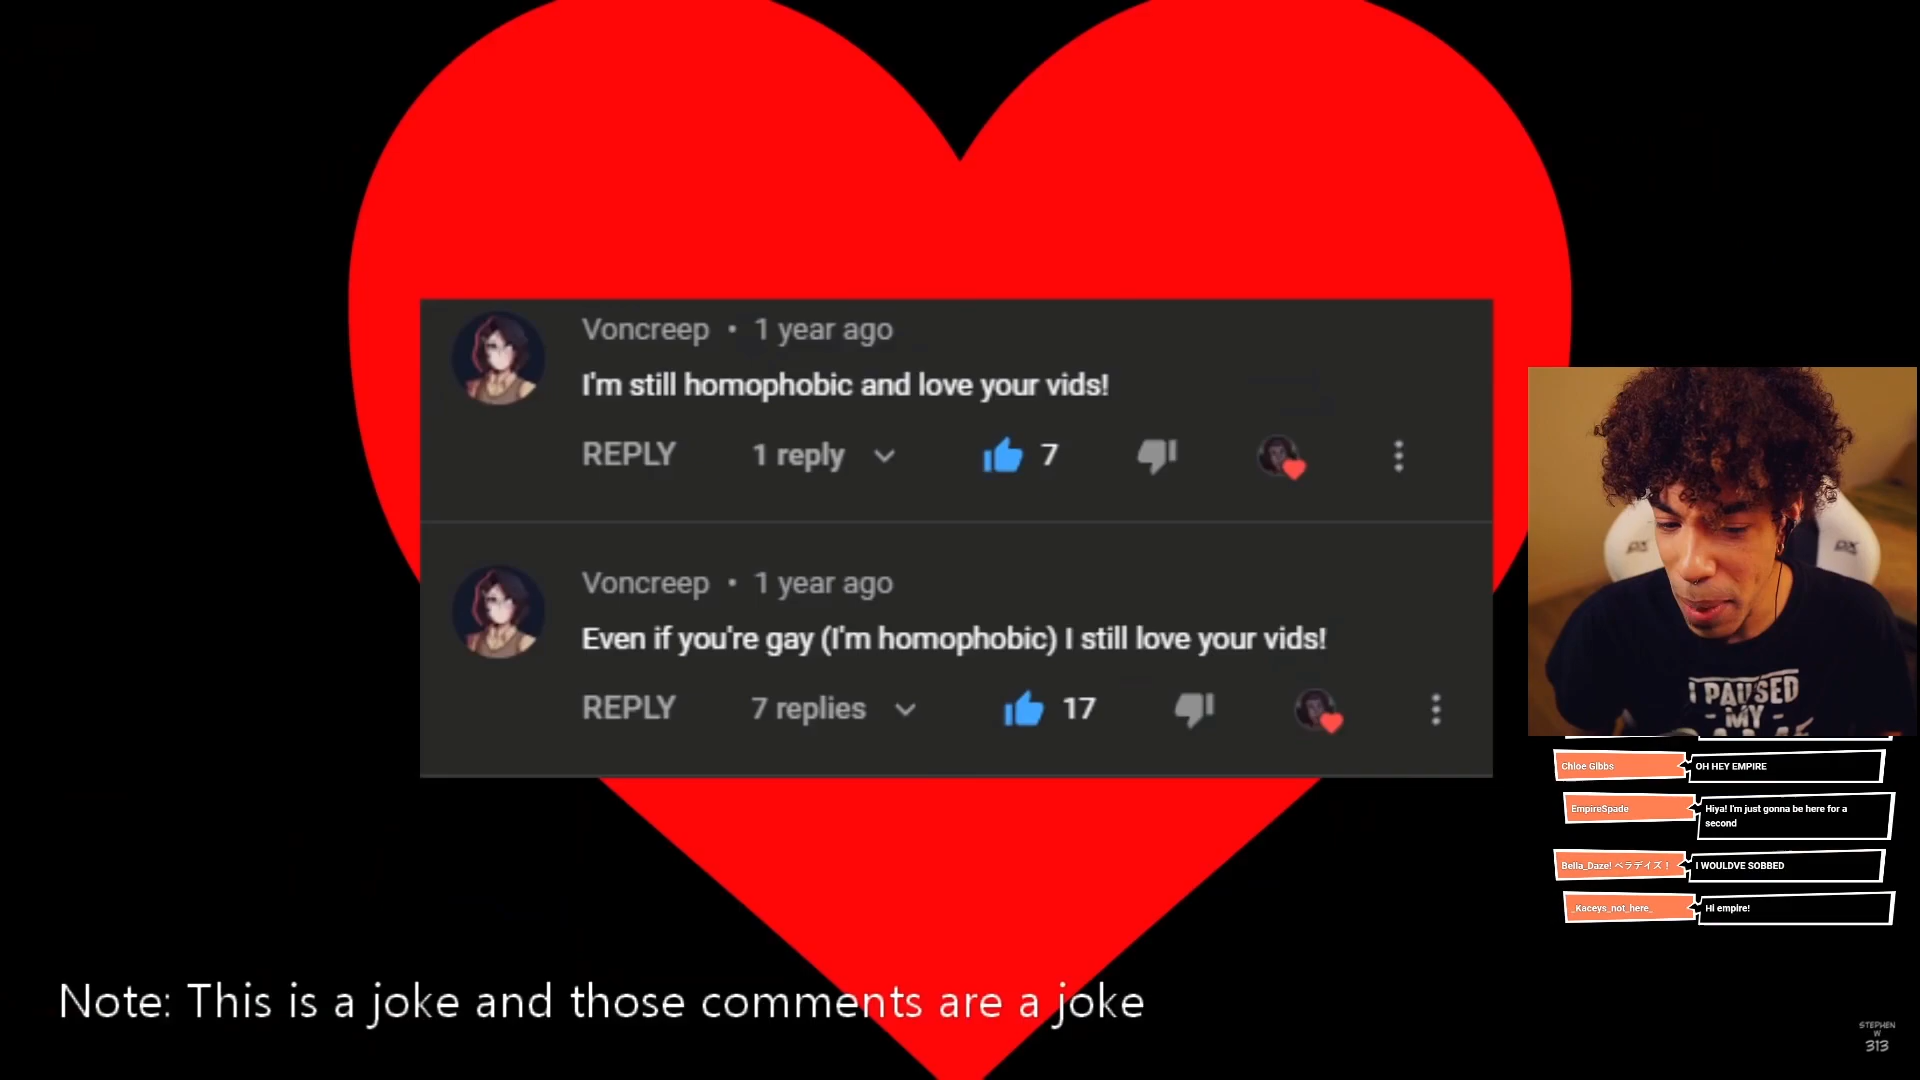 Voncreep • 1 year ago
I'm still homophobic and love your vids!
REPLY 1 reply 7
Voncreep • 1 year ago
Even if you're gay (I'm homophobic) I still love your vids!
REPLY 7 replies 17
I PAUSED
- MY -
Chloe Gibbs OH HEY EMPIRE
EmpireSpade Hiya! I'm just gonna be here for a
second
Bella_Daze! ベラデイズ! I WOULDVE SOBBED
_Kaceys_not_here_ Hi empire!
Note: This is a joke and those comments are a joke
STEPHEN
W
313